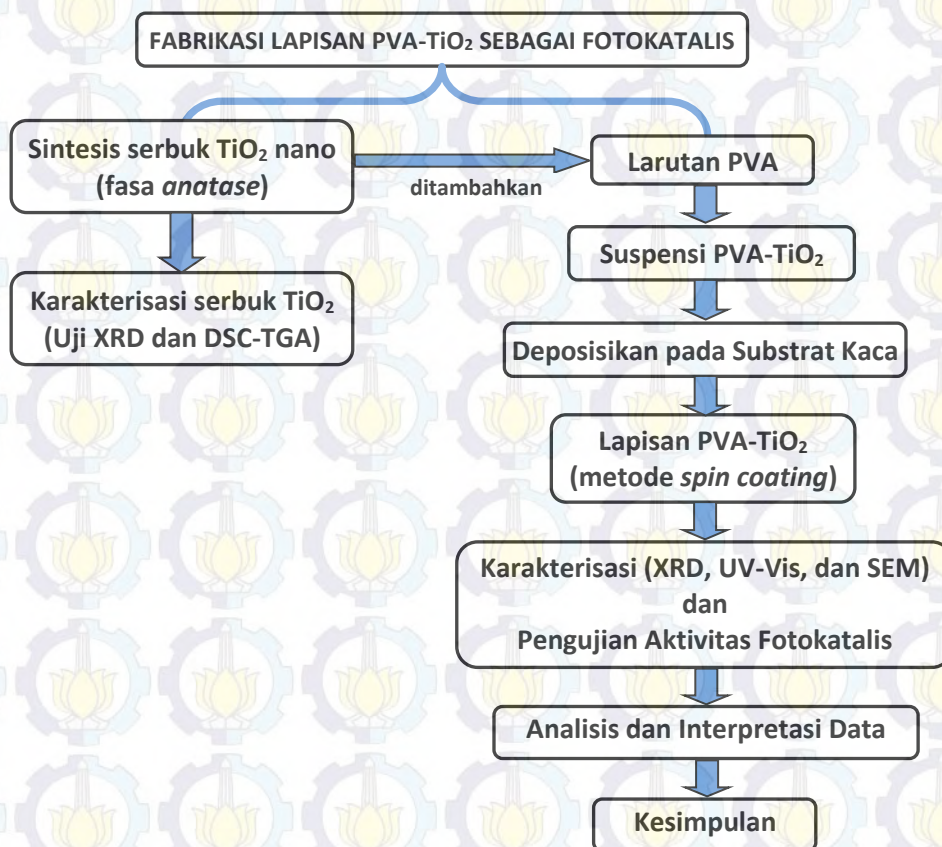 FABRIKASI LAPISAN PVA-TiO₂ SEBAGAI FOTOKATALIS
Sintesis serbuk TiO₂ nano
(fasa anatase)
ditambahkan
Larutan PVA
Karakterisasi serbuk TiO₂
(Uji XRD dan DSC-TGA)
Suspensi PVA-TiO₂
Deposisikan pada Substrat Kaca
Lapisan PVA-TiO₂
(metode spin coating)
Karakterisasi (XRD, UV-Vis, dan SEM)
dan
Pengujian Aktivitas Fotokatalis
Analisis dan Interpretasi Data
Kesimpulan